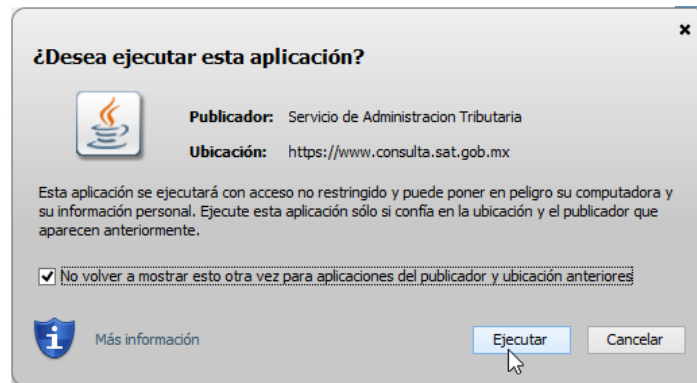 ¿Desea ejecutar esta aplicación?
Publicador: Servicio de Administracion Tributaria
Ubicación: https://www.consulta.sat.gob.mx
Esta aplicación se ejecutará con acceso no restringido y puede poner en peligro su computadora y
su información personal. Ejecute esta aplicación sólo si confía en la ubicación y el publicador que
aparecen anteriormente.
No volver a mostrar esto otra vez para aplicaciones del publicador y ubicación anteriores
Más información
Ejecutar
Cancelar